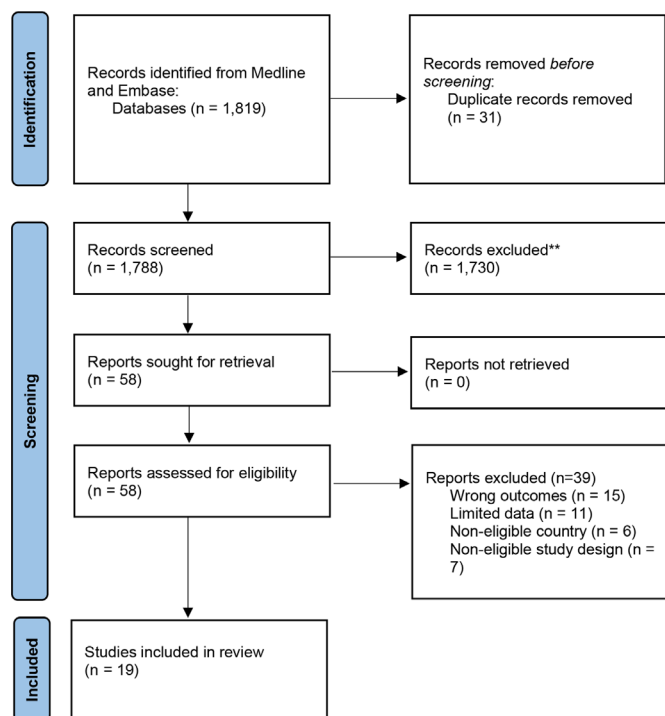 Identification
Records identified from Medline
and Embase:
Databases (n = 1,819)
Records removed before
screening:
Duplicate records removed
(n = 31)
Screening
Records screened
(n = 1,788)
Records excluded**
(n = 1,730)
Reports sought for retrieval
(n = 58)
Reports not retrieved
(n = 0)
Reports assessed for eligibility
(n = 58)
Reports excluded (n=39)
Wrong outcomes (n = 15)
Limited data (n = 11)
Non-eligible country (n = 6)
Non-eligible study design (n =
7)
Included
Studies included in review
(n = 19)